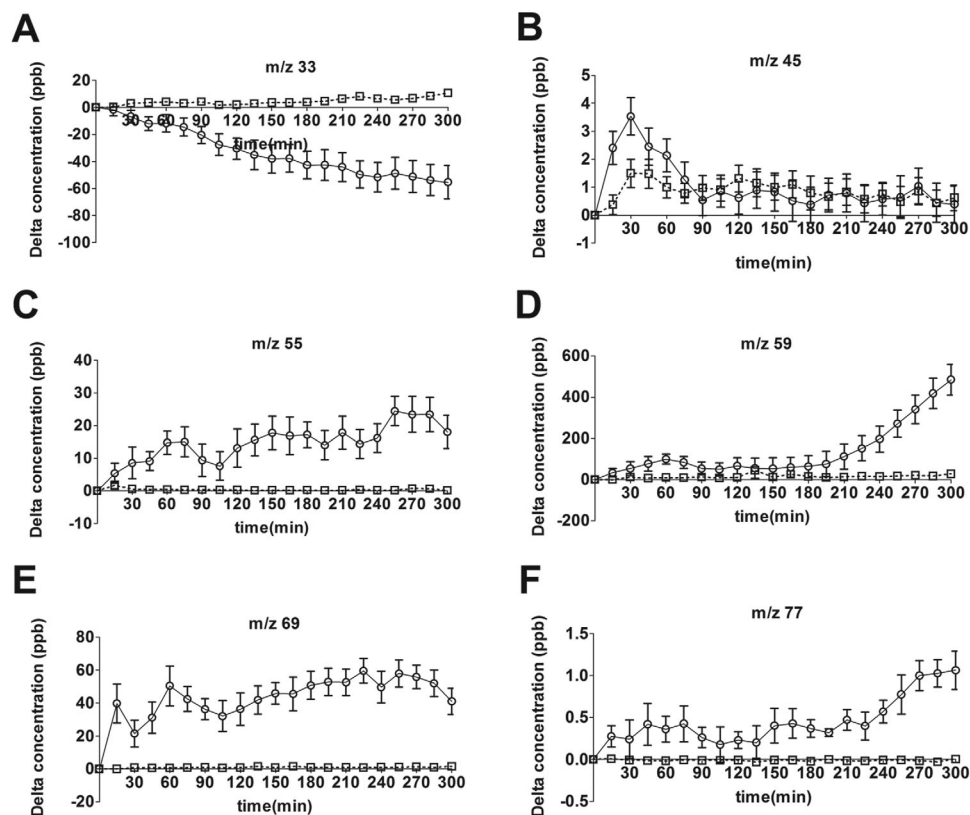 A
m/z 33
Delta concentration (ppb)
20
0
-20
-40
-60
-80
-100
30 60 90 120 150 180 210 240 270 300
time(min)
B
m/z 45
Delta concentration (ppb)
5
4
3
2
1
0
-1
30 60 90 120 150 180 210 240 270 300
time(min)
C
m/z 55
Delta concentration (ppb)
40
30
20
10
0
-10
30 60 90 120 150 180 210 240 270 300
time(min)
D
m/z 59
Delta concentration (ppb)
600
400
200
0
-200
30 60 90 120 150 180 210 240 270 300
time(min)
E
m/z 69
Delta concentration (ppb)
80
60
40
20
0
-20
30 60 90 120 150 180 210 240 270 300
time(min)
F
m/z 77
Delta concentration (ppb)
1.5
1.0
0.5
0.0
-0.5
30 60 90 120 150 180 210 240 270 300
time(min)